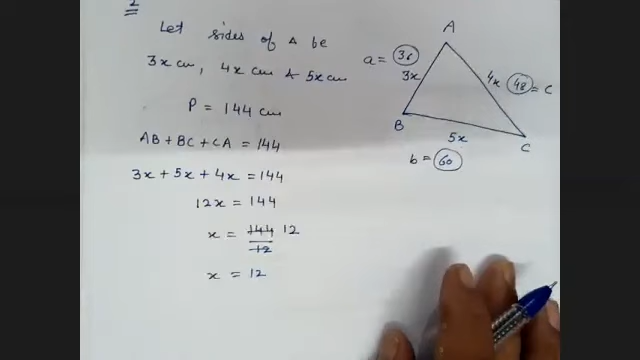 2
Let sides of Δ be
3x cm, 4x cm & 5x cm
P = 144 cm
AB + BC + CA = 144
3x + 5x + 4x = 144
12x = 144
x = 144 12
12
x = 12
A
a = 36
3x
4x 48 = c
B
5x
C
b = 60